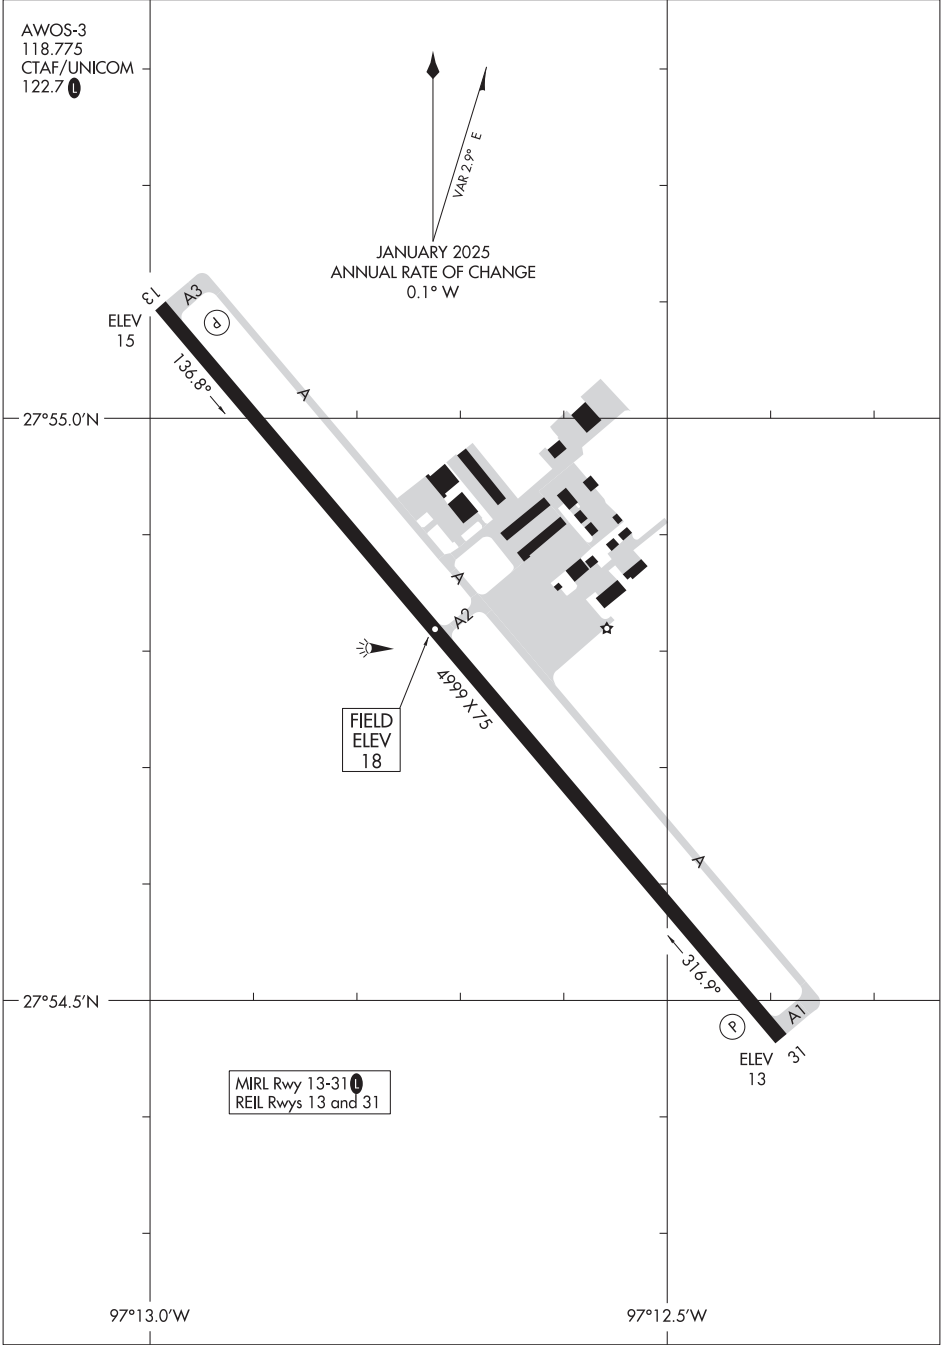 AWOS-3
118.775
CTAF/UNICOM
122.7 L
VAR 2.9° E
JANUARY 2025
ANNUAL RATE OF CHANGE
0.1° W
13
A3
ELEV
15
P
136.8°
A
27°55.0'N
A
A2
4999 X 75
FIELD
ELEV
18
A
316.9°
27°54.5'N
A1
P
31
ELEV
13
MIRL Rwy 13-31 L
REIL Rwys 13 and 31
97°13.0'W
97°12.5'W